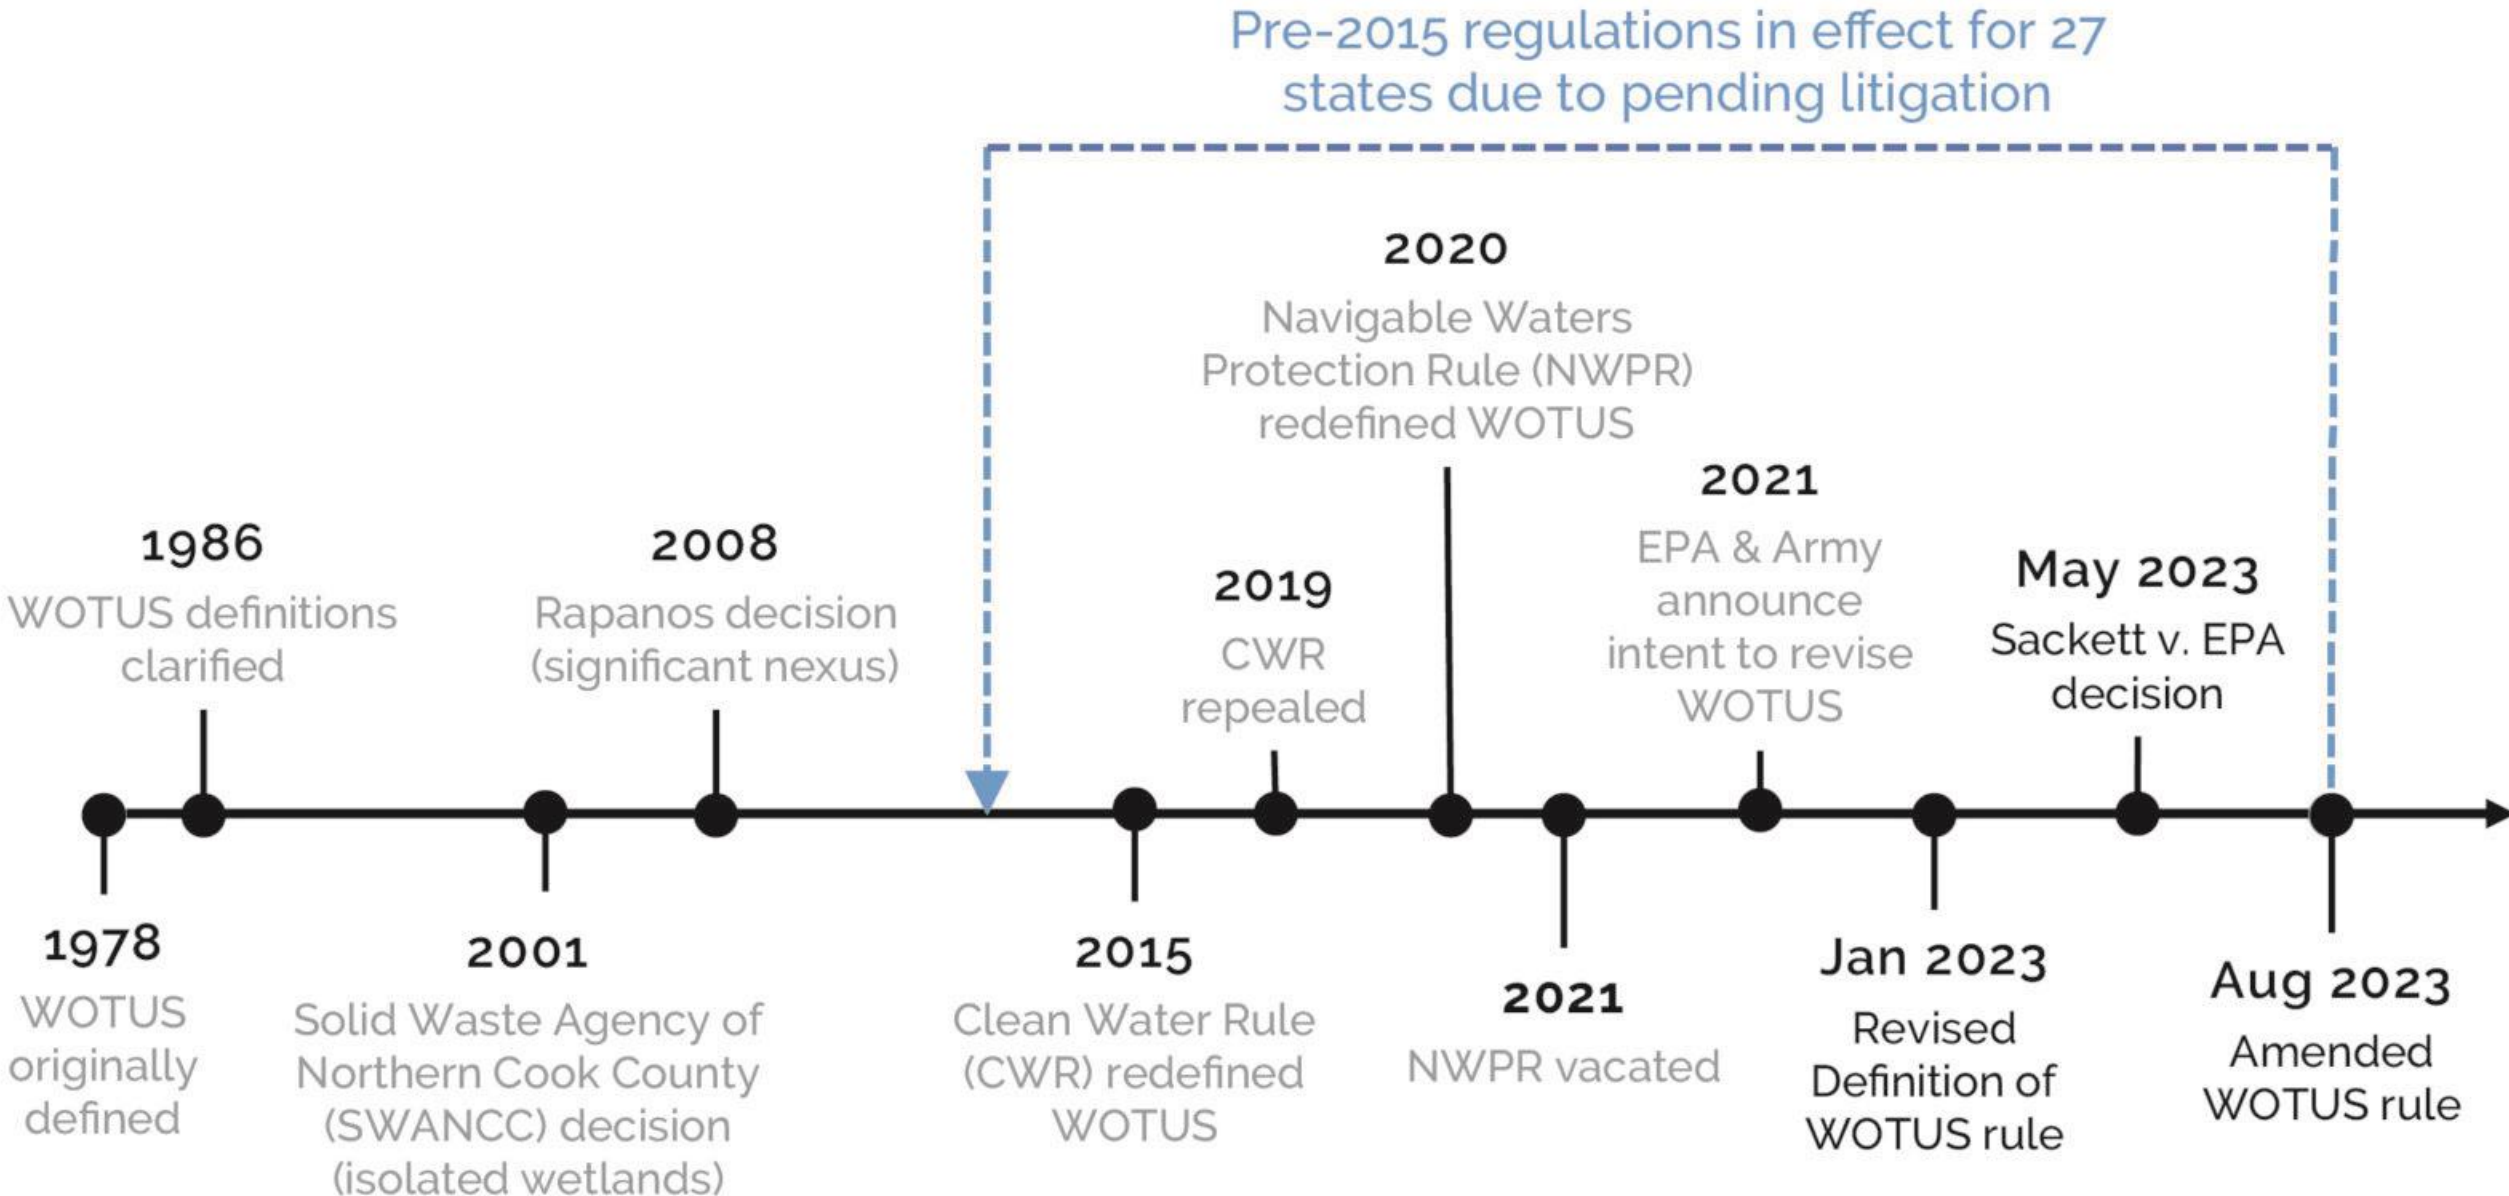 Pre-2015 regulations in effect for 27
states due to pending litigation
1978
WOTUS
originally
defined
1986
WOTUS definitions
clarified
2001
Solid Waste Agency of
Northern Cook County
(SWANCC) decision
(isolated wetlands)
2008
Rapanos decision
(significant nexus)
2015
Clean Water Rule
(CWR) redefined
WOTUS
2019
CWR
repealed
2020
Navigable Waters
Protection Rule (NWPR)
redefined WOTUS
2021
NWPR vacated
2021
EPA & Army
announce
intent to revise
WOTUS
Jan 2023
Revised
Definition of
WOTUS rule
May 2023
Sackett v. EPA
decision
Aug 2023
Amended
WOTUS rule